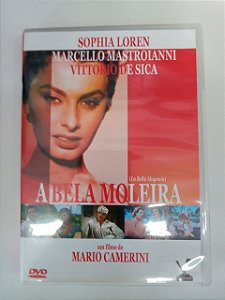 SOPHIA LOREN
MARCELLO MASTROIANNI
VITTORIO DE SICA
(La Bella Mugnaia)
A BELA MOLEIRA
um filme de
MARIO CAMERINI
DVD